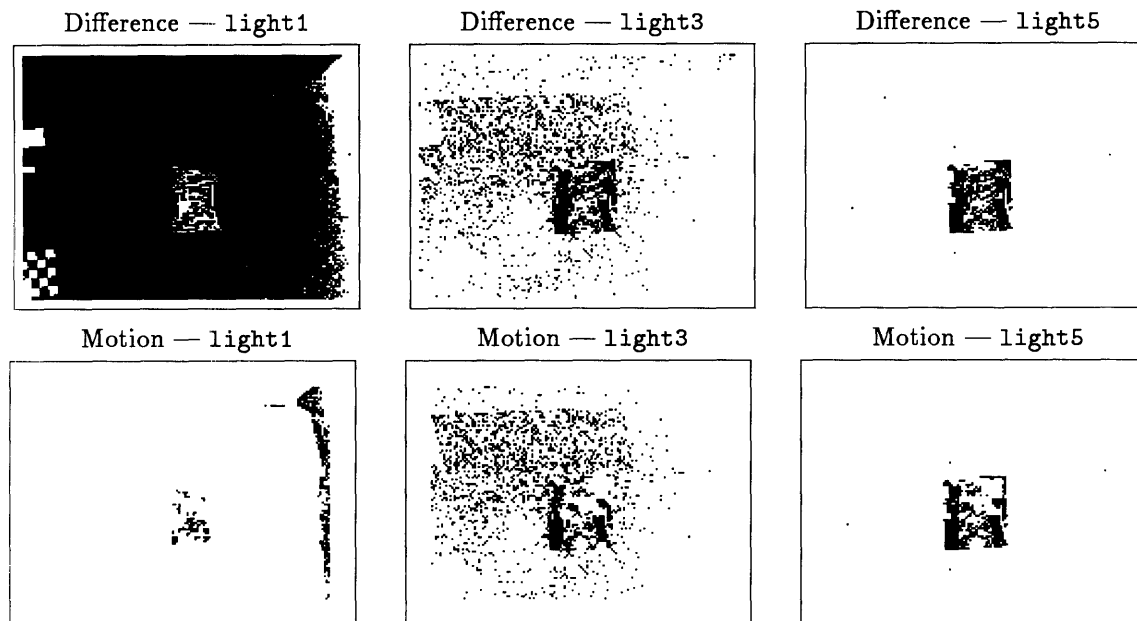 Difference — light1
Difference — light3
Difference — light5
Motion — light1
Motion — light3
Motion — light5